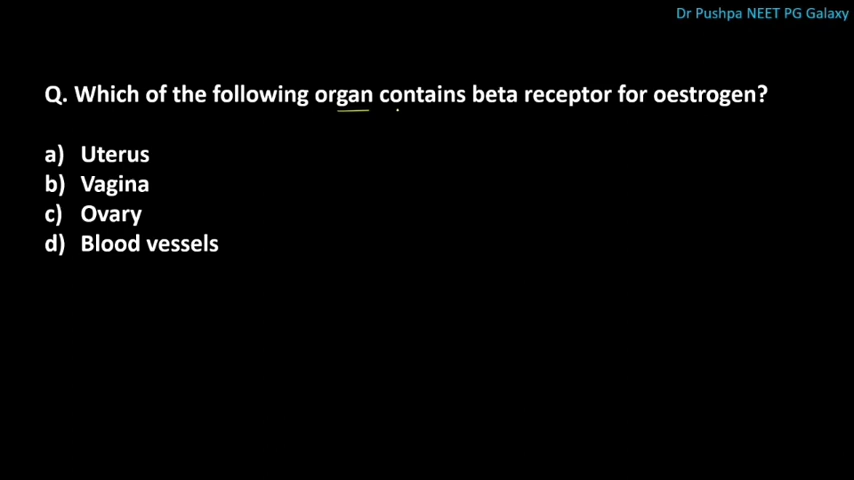 Dr Pushpa NEET PG Galaxy
Q. Which of the following organ contains beta receptor for oestrogen?
a) Uterus
b) Vagina
c) Ovary
d) Blood vessels